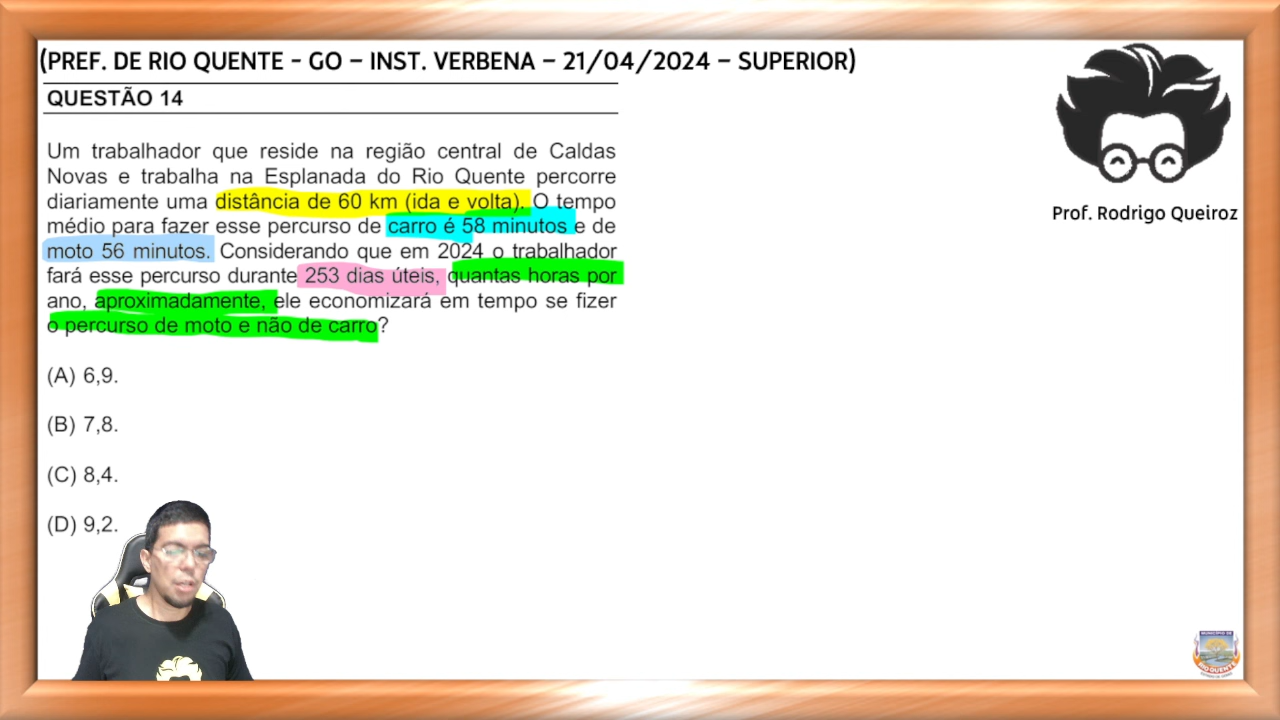 (PREF. DE RIO QUENTE - GO – INST. VERBENA – 21/04/2024 – SUPERIOR)
QUESTÃO 14
Um trabalhador que reside na região central de Caldas
Novas e trabalha na Esplanada do Rio Quente percorre
diariamente uma distância de 60 km (ida e volta). O tempo
médio para fazer esse percurso de carro é 58 minutos e de
moto 56 minutos. Considerando que em 2024 o trabalhador
fará esse percurso durante 253 dias úteis, quantas horas por
ano, aproximadamente, ele economizará em tempo se fizer
o percurso de moto e não de carro?
(A) 6,9.
(B) 7,8.
(C) 8,4.
(D) 9,2.
Prof. Rodrigo Queiroz
MUNICÍPIO DE
RIO QUENTE